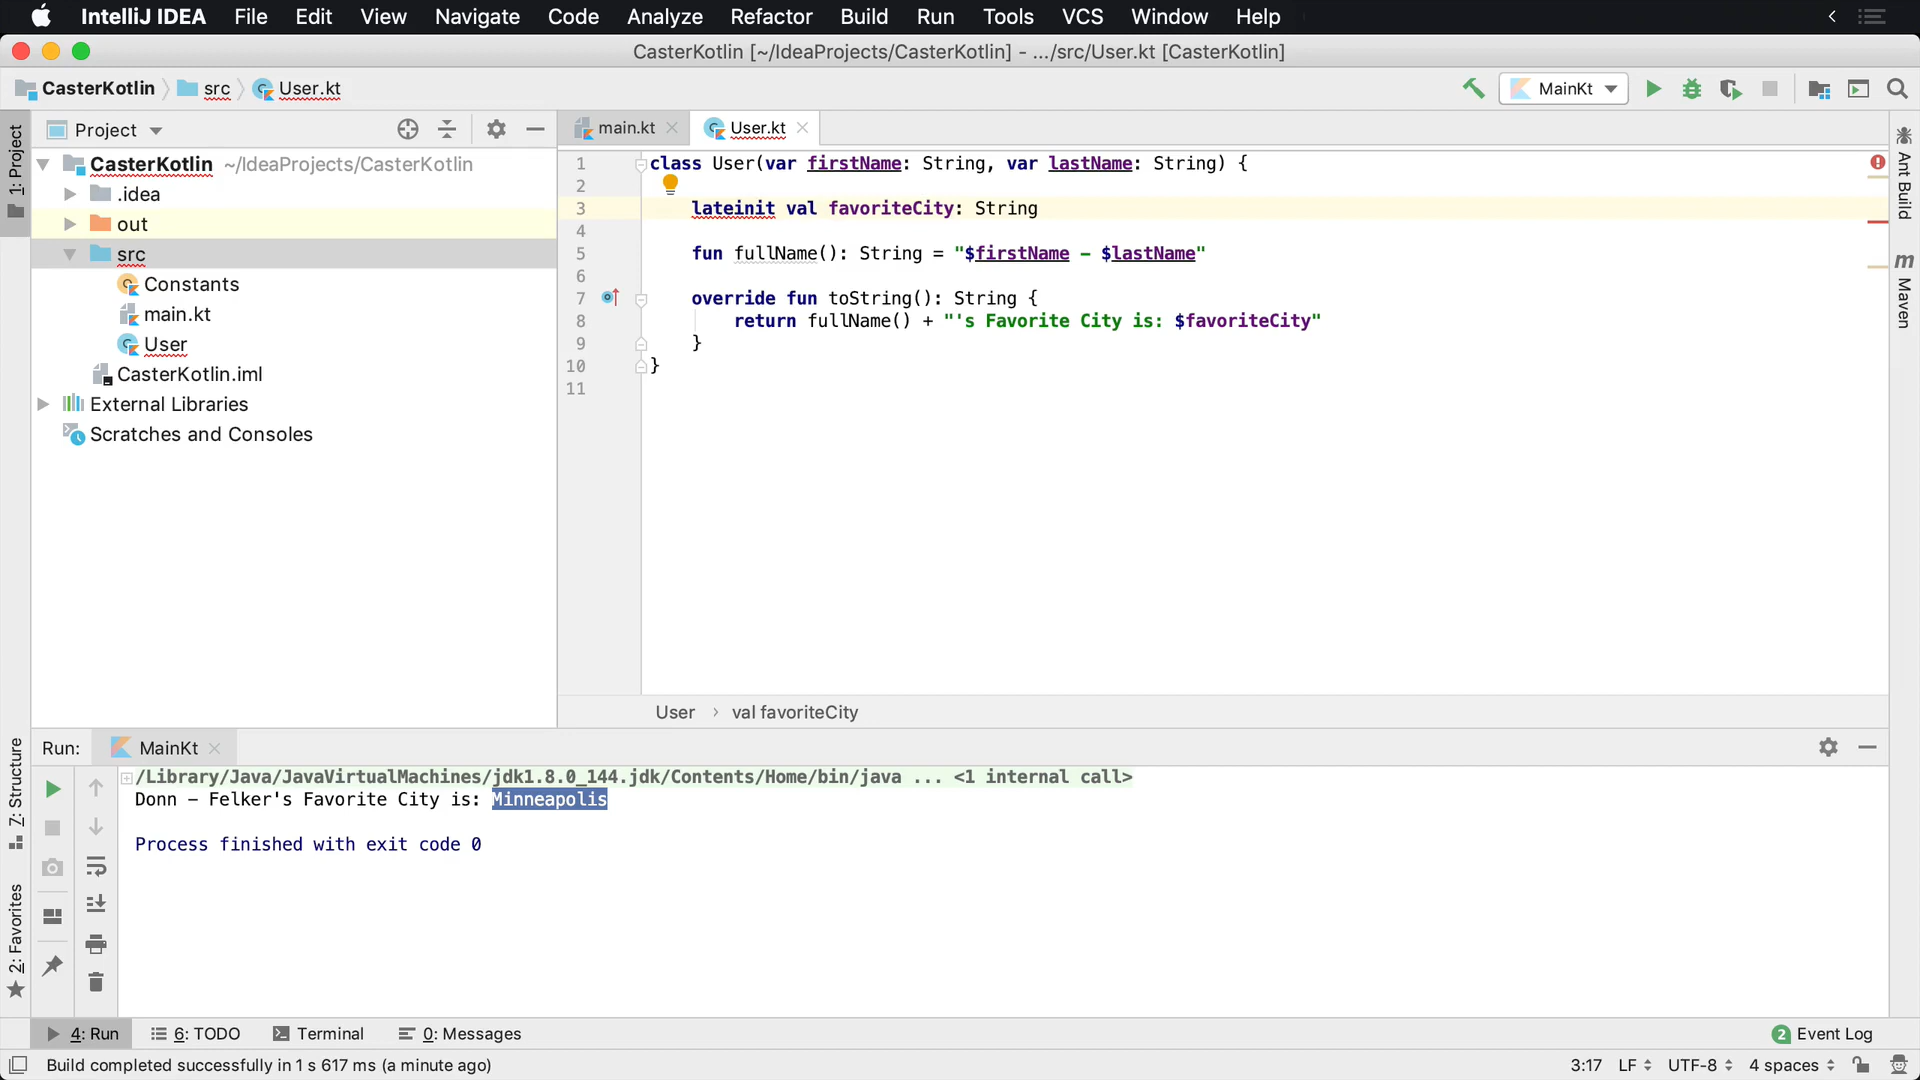 IntelliJ IDEA File Edit View Navigate Code Analyze Refactor Build Run Tools VCS Window Help
CasterKotlin [~/IdeaProjects/CasterKotlin] - .../src/User.kt [CasterKotlin]
CasterKotlin src User.kt MainKt
1: Project
Project
main.kt User.kt
CasterKotlin ~/IdeaProjects/CasterKotlin
.idea
out
src
Constants
main.kt
User
CasterKotlin.iml
External Libraries
Scratches and Consoles
1 class User(var firstName: String, var lastName: String) {
2
3 lateinit val favoriteCity: String
4
5 fun fullName(): String = "$firstName - $lastName"
6
7 override fun toString(): String {
8 return fullName() + "'s Favorite City is: $favoriteCity"
9 }
10 }
11
Ant Build
m Maven
User › val favoriteCity
Run: MainKt
Z: Structure
2: Favorites
/Library/Java/JavaVirtualMachines/jdk1.8.0_144.jdk/Contents/Home/bin/java ... <1 internal call>
Donn - Felker's Favorite City is: Minneapolis
Process finished with exit code 0
4: Run 6: TODO Terminal 0: Messages 2 Event Log
Build completed successfully in 1 s 617 ms (a minute ago) 3:17 LF UTF-8 4 spaces